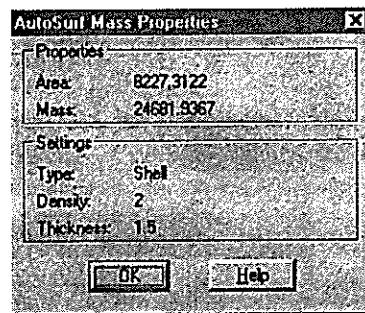 AutoSurf Mass Properties
Properties
Area: 8227.3122
Mass: 24681.9367
Settings
Type: Shell
Density: 2
Thickness: 1.5
OK Help